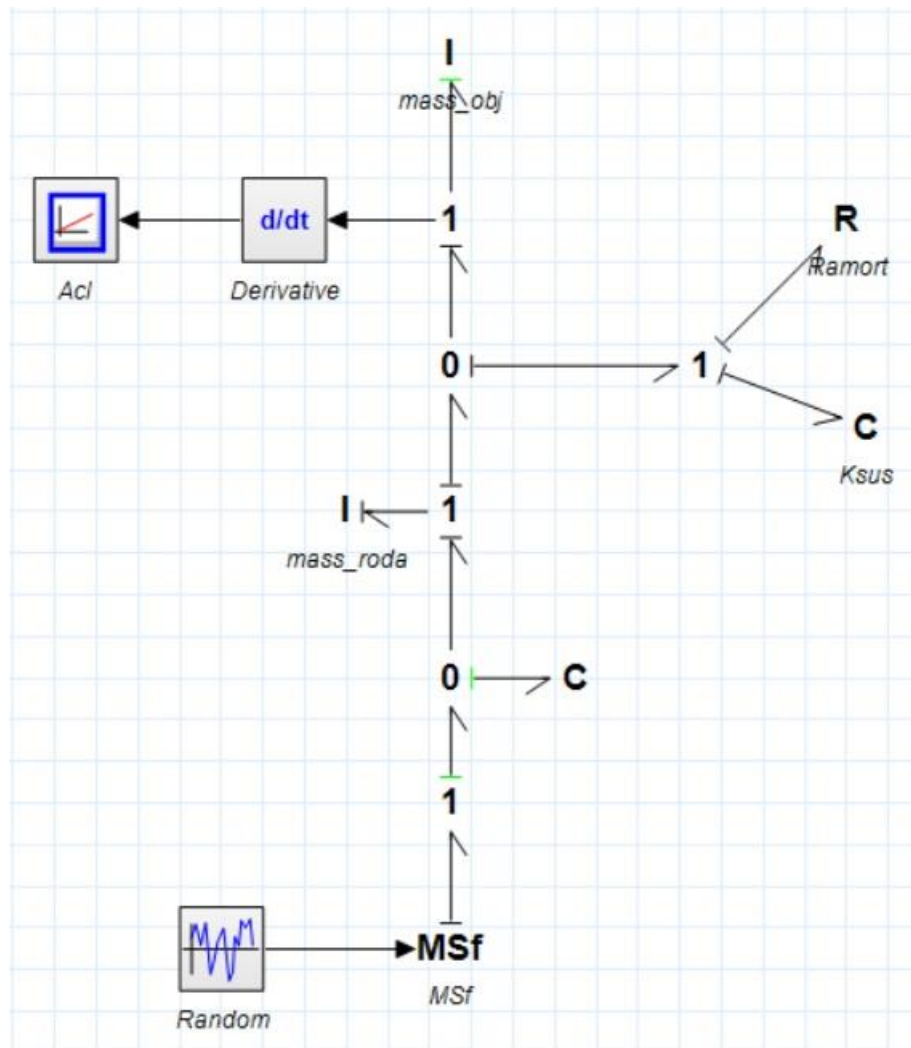 I
mass_obj
1
d/dt
Acl
Derivative
R
Ramort
0
1
C
Ksus
I
1
mass_roda
0
C
1
MSf
MSf
Random